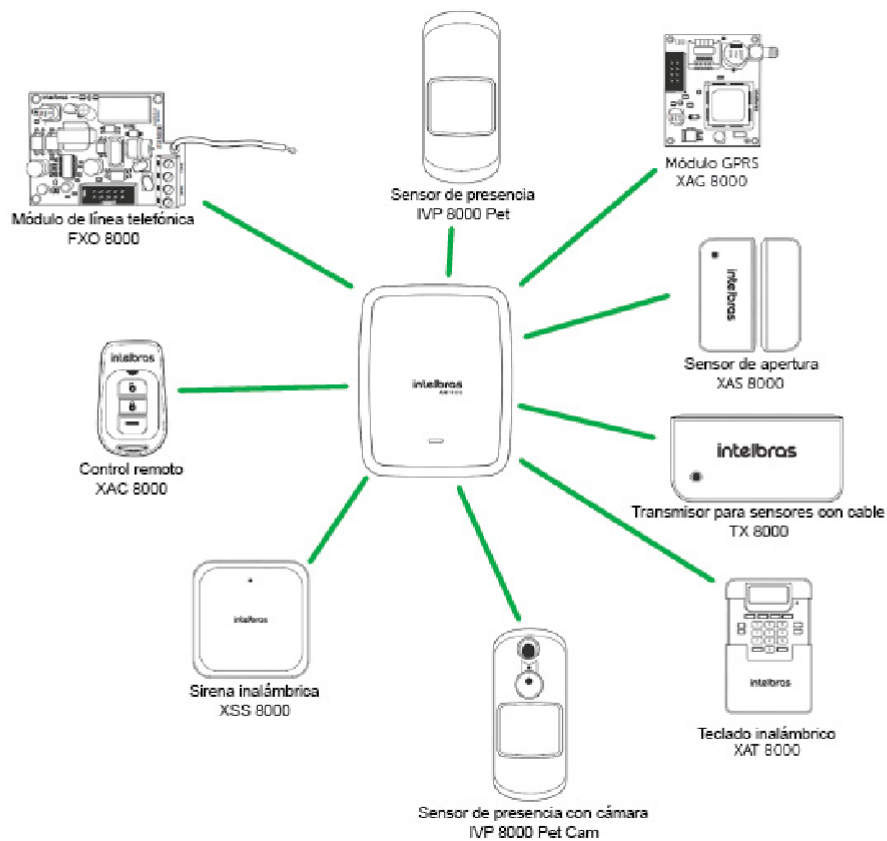 Sensor de presencia
IVP 8000 Pet
Módulo GPRS
XAG 8000
intelbras
Módulo de línea telefónica
FXO 8000
intelbras
Sensor de apertura
XAS 8000
intelbras
intelbras
Control remoto
XAC 8000
intelbras
Transmisor para sensores con cable
TX 8000
intelbras
Sirena inalámbrica
XSS 8000
intelbras
Teclado inalámbrico
XAT 8000
Sensor de presencia con cámara
IVP 8000 Pet Cam